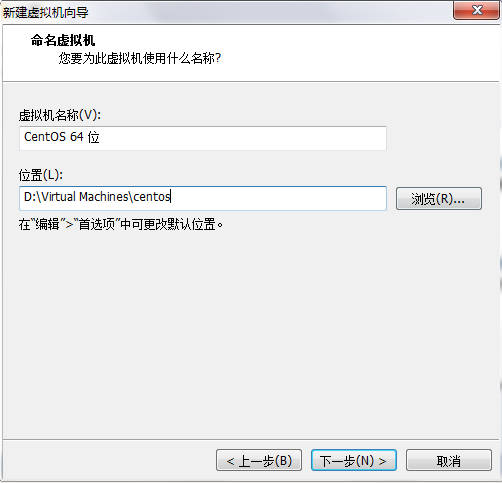 新建虚拟机向导
命名虚拟机
您要为此虚拟机使用什么名称?
虚拟机名称(V):
CentOS 64 位
位置(L):
D:\Virtual Machines\centos
浏览(R)...
在“编辑”>“首选项”中可更改默认位置。
< 上一步(B)
下一步(N) >
取消